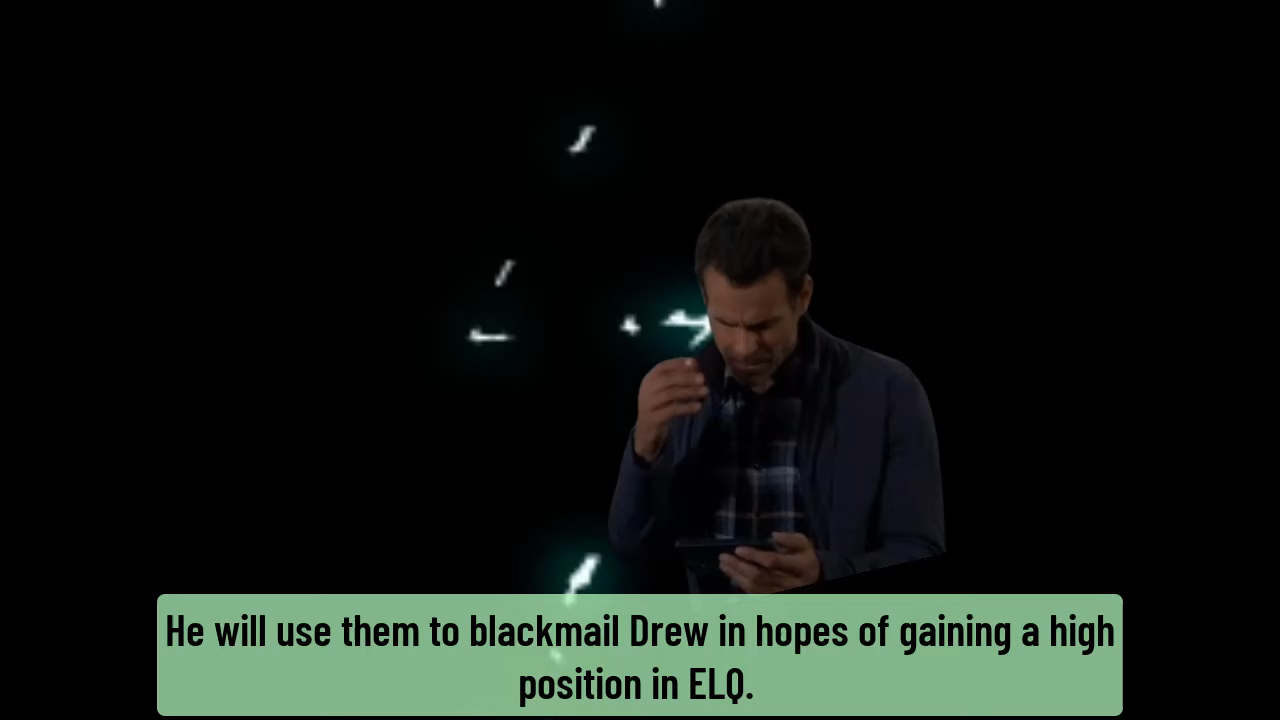 He will use them to blackmail Drew in hopes of gaining a high
position in ELQ.